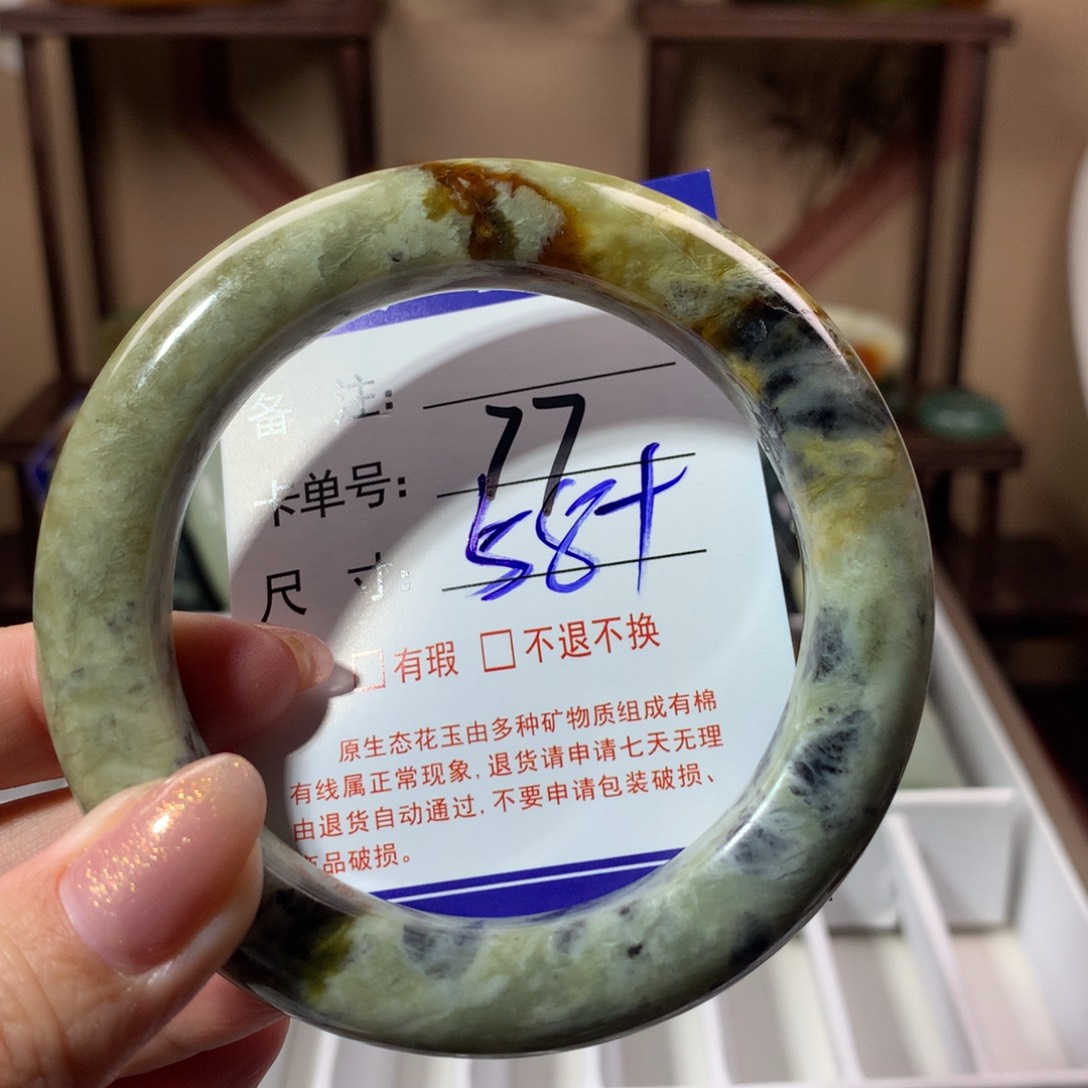 备 注:
77
卡单号:
58+
尺 寸:
□有瑕 □不退不换
原生态花玉由多种矿物质组成有棉
有线属正常现象,退货请申请七天无理
由退货自动通过,不要申请包装破损、
产品破损。